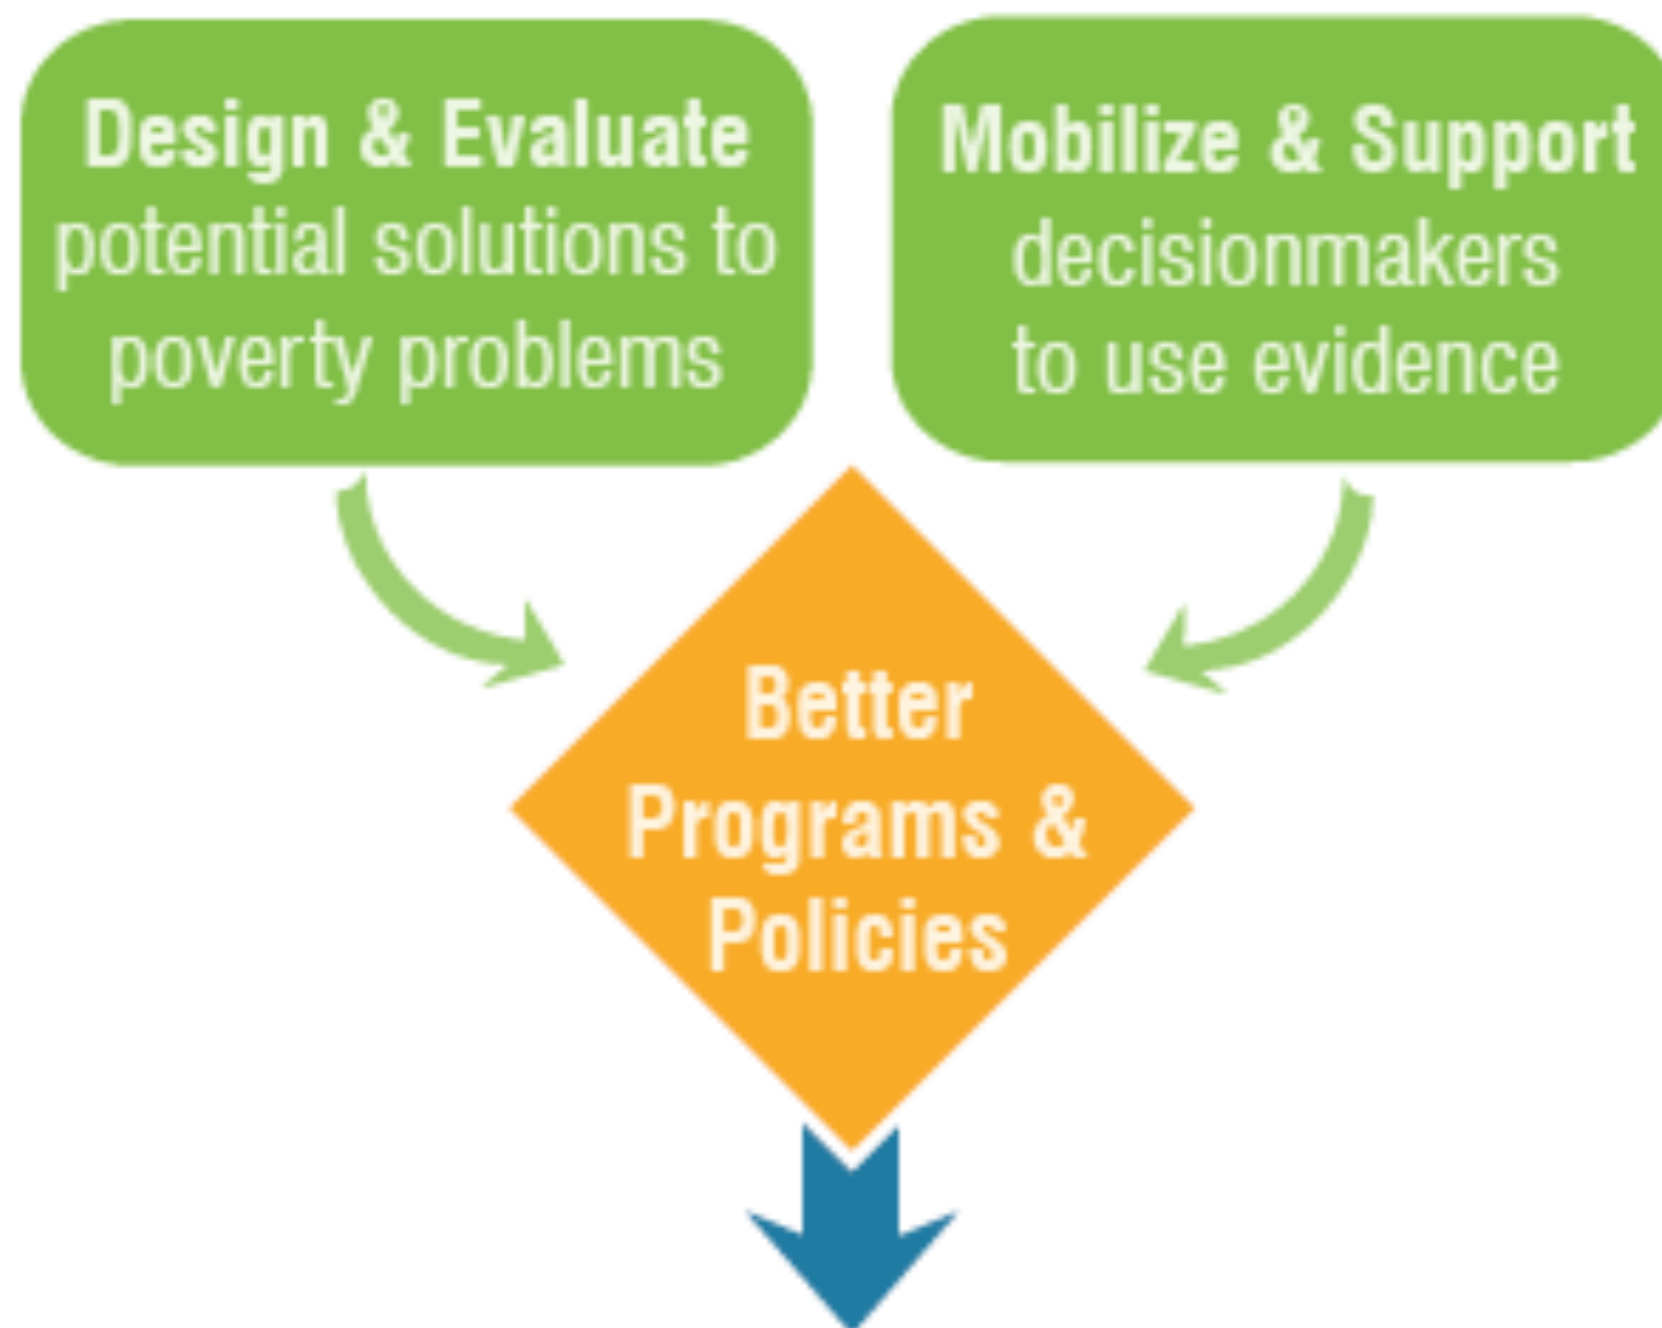 Design & Evaluate
potential solutions to
poverty problems
Mobilize & Support
decisionmakers
to use evidence
Better
Programs &
Policies